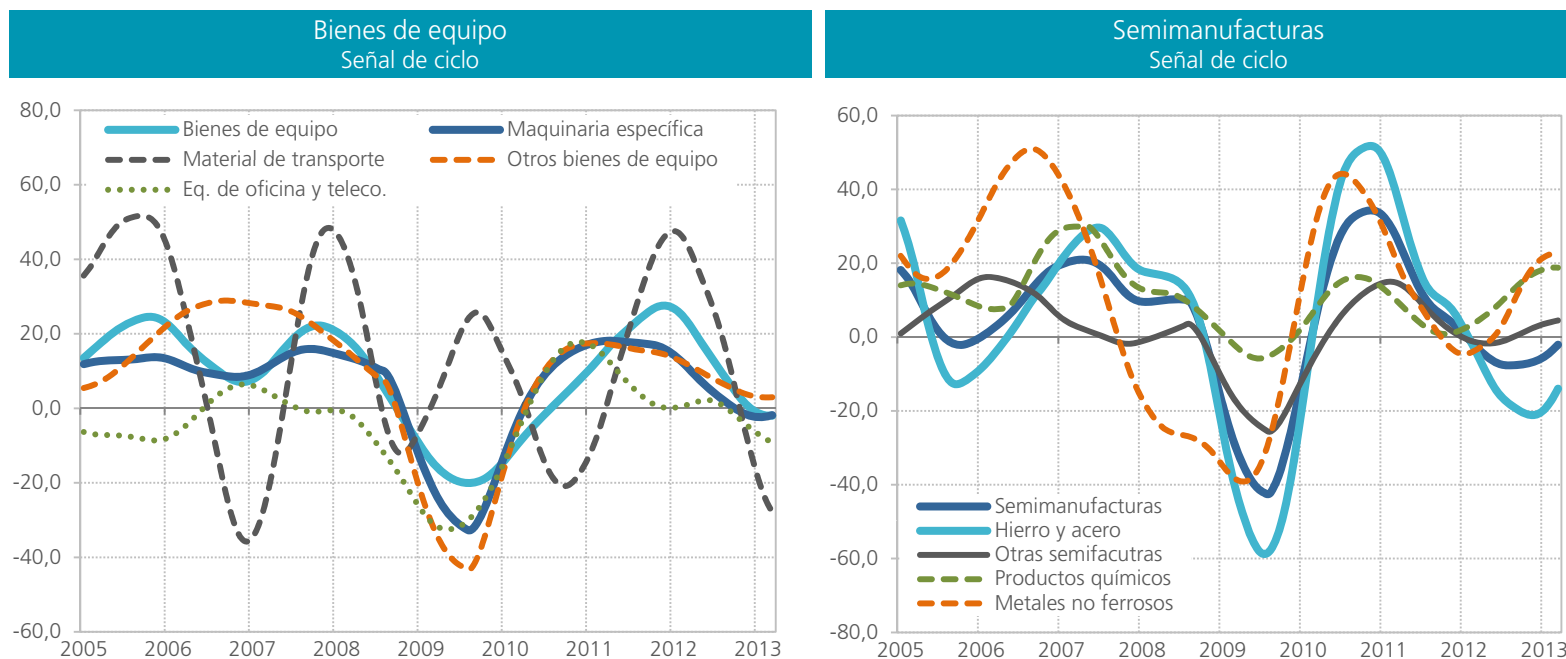 Bienes de equipo
Señal de ciclo
80,0
60,0
40,0
20,0
0,0
-20,0
-40,0
-60,0
Bienes de equipo
Maquinaria específica
Material de transporte
Otros bienes de equipo
Eq. de oficina y teleco.
2005 2006 2007 2008 2009 2010 2011 2012 2013
Semimanufacturas
Señal de ciclo
60,0
40,0
20,0
0,0
-20,0
-40,0
-60,0
-80,0
Semimanufacturas
Hierro y acero
Otras semifacutras
Productos químicos
Metales no ferrosos
2005 2006 2007 2008 2009 2010 2011 2012 2013